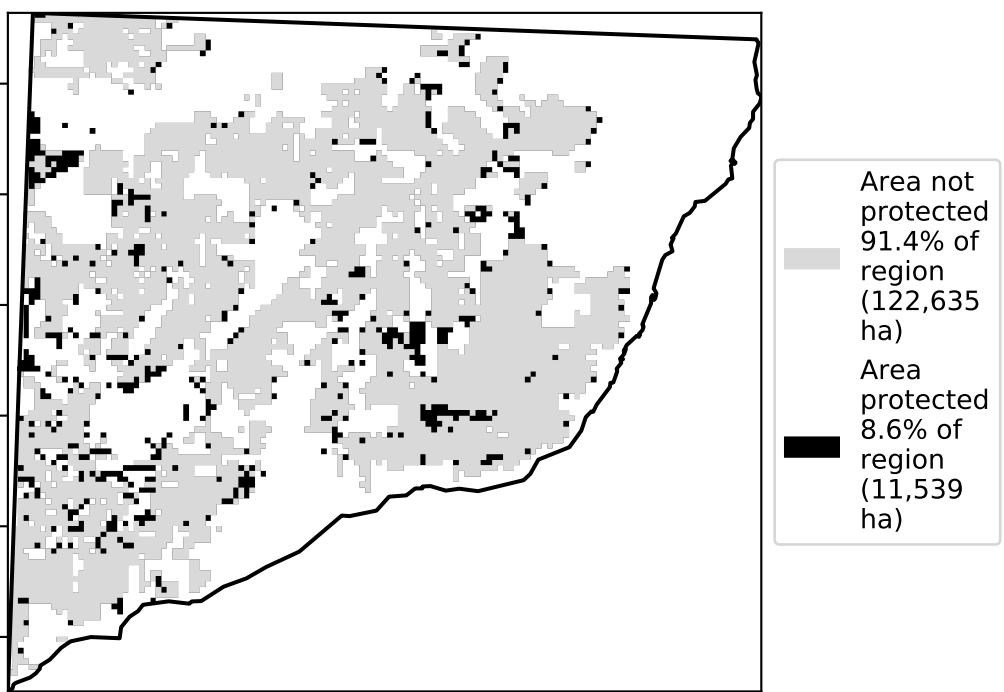 Area not
protected
91.4% of
region
(122,635
ha)
Area
protected
8.6% of
region
(11,539
ha)